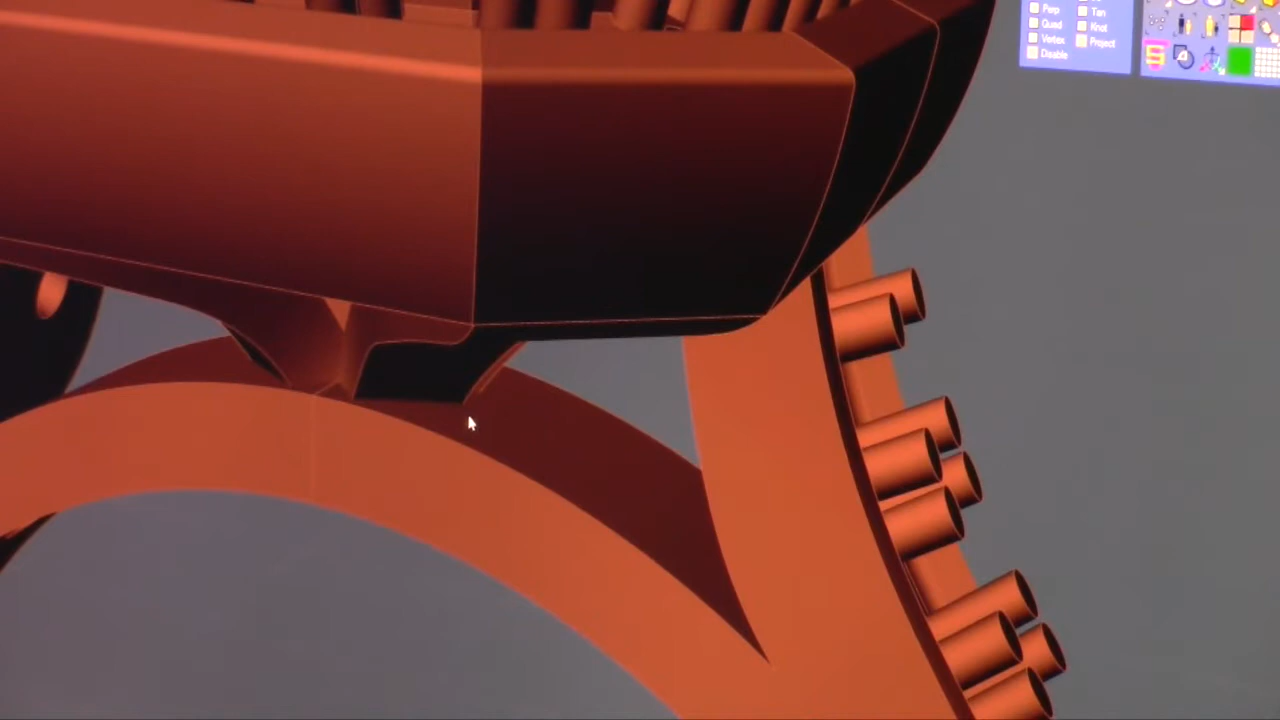 Perp
Tan
Quad
Knot
Vertex
Project
Disable